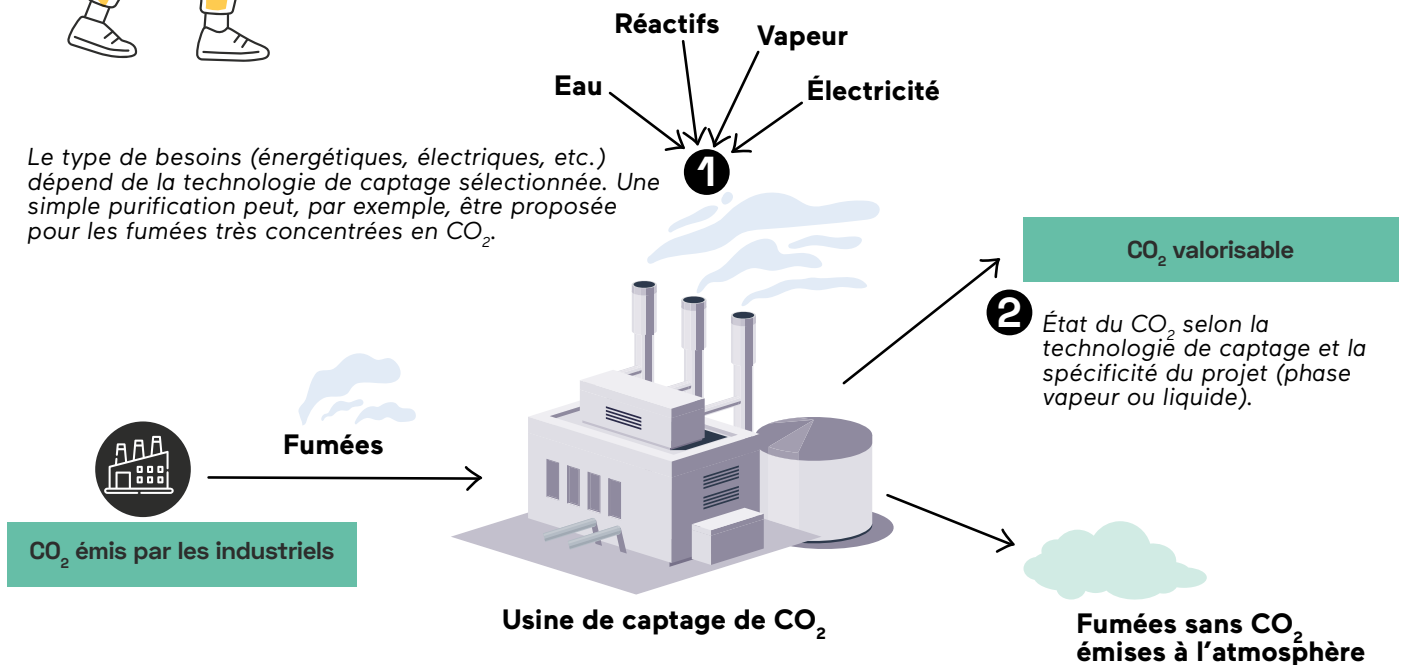 Réactifs
Vapeur
Eau
Électricité
Le type de besoins (énergétiques, électriques, etc.)
dépend de la technologie de captage sélectionnée. Une
simple purification peut, par exemple, être proposée
pour les fumées très concentrées en CO₂.
1
CO₂ valorisable
2
État du CO₂ selon la
technologie de captage et la
spécificité du projet (phase
vapeur ou liquide).
Fumées
CO₂ émis par les industriels
Usine de captage de CO₂
Fumées sans CO₂
émises à l’atmosphère